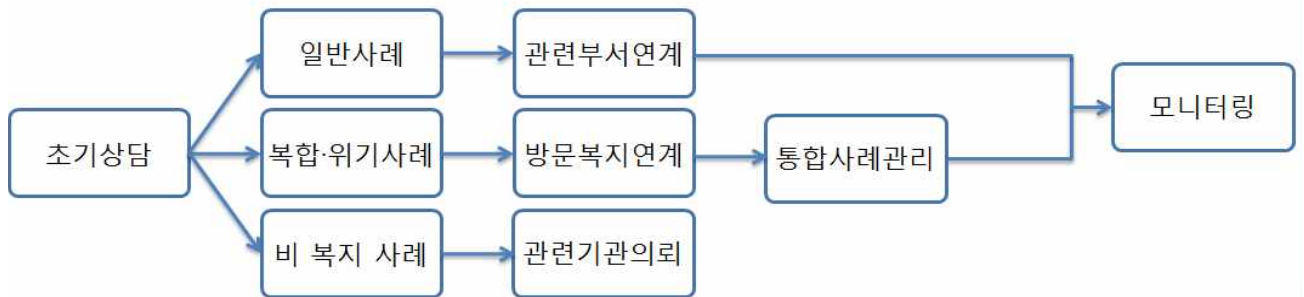 일반사례
관련부서연계
모니터링
초기상담
복합·위기사례
방문복지연계
통합사례관리
비 복지 사례
관련기관의뢰